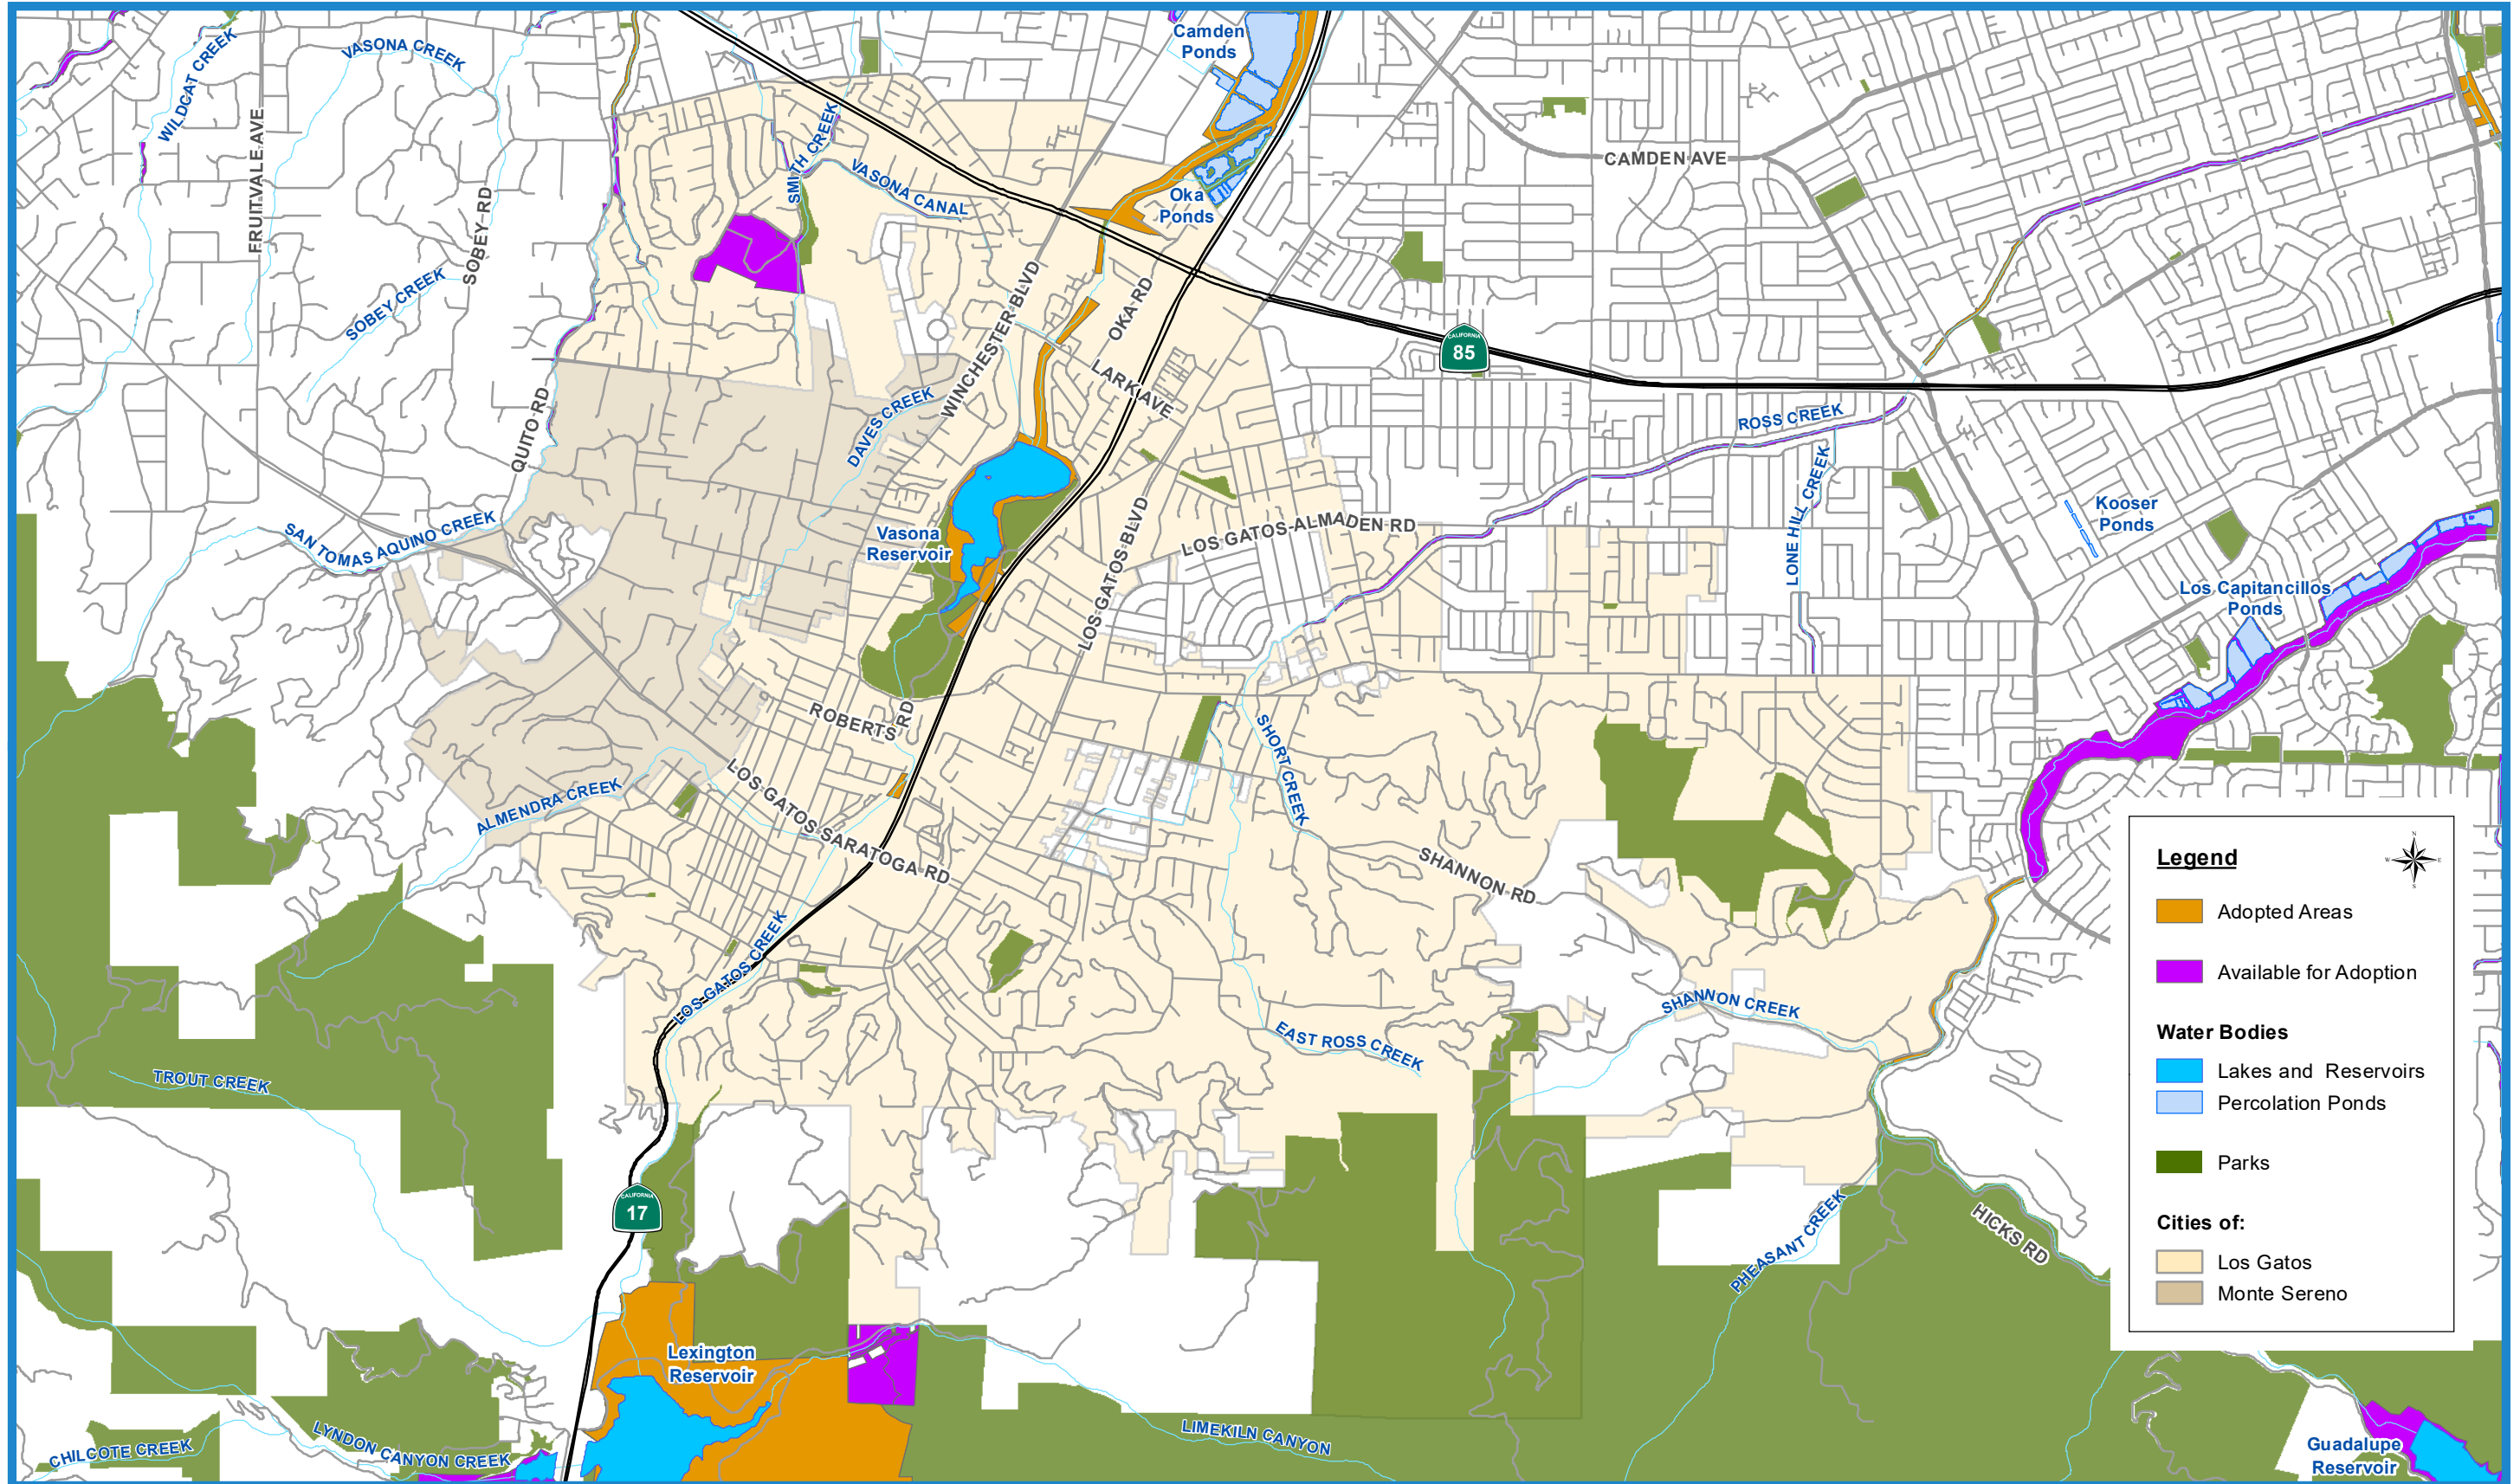 Camden
Ponds
VASONA CREEK
WILDCAT CREEK
FRUITVALE AVE
SMITH CREEK
CAMDEN AVE
VASONA CANAL
Oka
Ponds
SOBEY RD
SOBEY CREEK
WINCHESTER BLVD
OKA RD
CALIFORNIA
85
LARK AVE
QUITO RD
DAVES CREEK
ROSS CREEK
LONE HILL CREEK
Kooser
Ponds
SAN TOMAS AQUINO CREEK
Vasona
Reservoir
LOS GATOS BLVD
LOS GATOS-ALMADEN RD
Los Capitancillos
Ponds
ROBERTS RD
SHORT CREEK
ALMENDRA CREEK
LOS GATOS SARATOGA RD
SHANNON RD
LOS GATOS CREEK
SHANNON CREEK
EAST ROSS CREEK
TROUT CREEK
CALIFORNIA
17
PHEASANT CREEK
HICKS RD
Lexington
Reservoir
CHILCOTE CREEK
LYNDON CANYON CREEK
LIMEKILN CANYON
Guadalupe
Reservoir
Legend
N
W E
S
Adopted Areas
Available for Adoption
Water Bodies
Lakes and Reservoirs
Percolation Ponds
Parks
Cities of:
Los Gatos
Monte Sereno